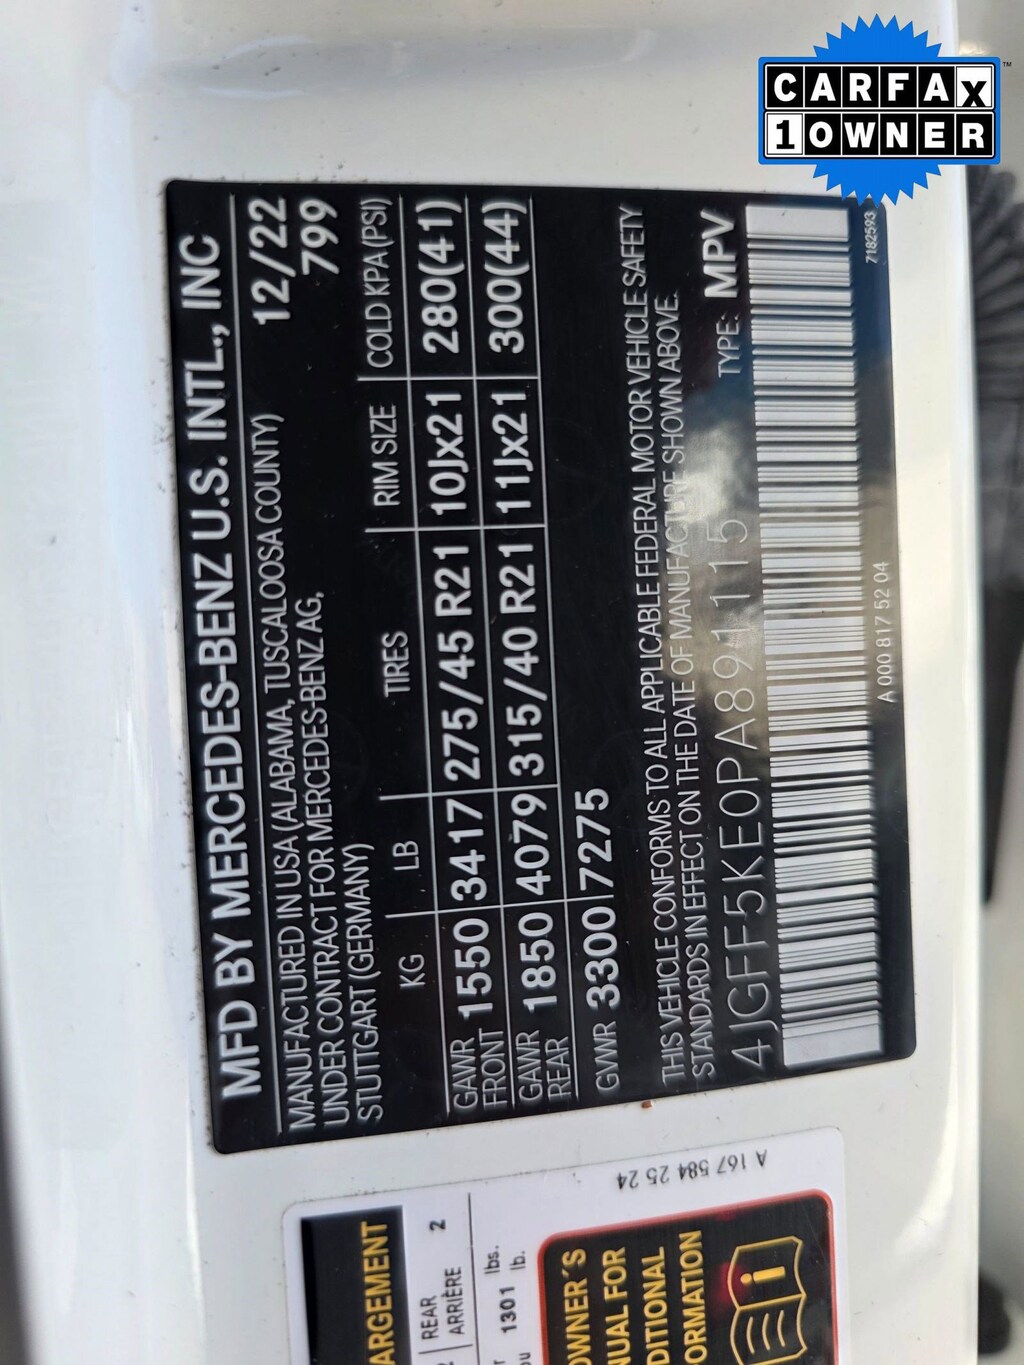 CARFAX™
1 OWNER
MFD BY MERCEDES-BENZ U.S. INTL., INC
MANUFACTURED IN USA (ALABAMA, TUSCALOOSA COUNTY) 12/22
UNDER CONTRACT FOR MERCEDES-BENZ AG, 799
STUTTGART (GERMANY)
KG LB TIRES RIM SIZE COLD KPA (PSI)
GAWR FRONT 1550 3417 275/45 R21 10Jx21 280(41)
GAWR REAR 1850 4079 315/40 R21 11Jx21 300(44)
GVWR 3300 7275
THIS VEHICLE CONFORMS TO ALL APPLICABLE FEDERAL MOTOR VEHICLE SAFETY
STANDARDS IN EFFECT ON THE DATE OF MANUFACTURE SHOWN ABOVE.
4JGFF5KE0PA891115 TYPE: MPV
A 000 817 52 04
7182593
A 167 584 25 24
ARGEMENT
REAR
ARRIÈRE 2
1301 lbs.
lb.
OWNER'S
NUAL FOR
DITIONAL
ORMATION